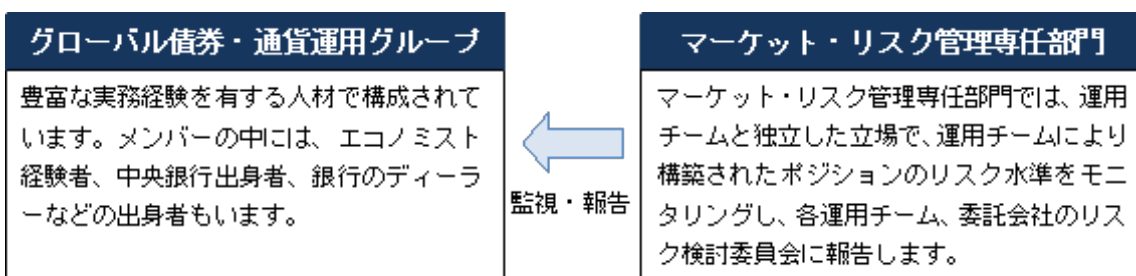 グローバル債券・通貨運用グループ
豊富な実務経験を有する人材で構成されて
います。メンバーの中には、エコノミスト
経験者、中央銀行出身者、銀行のディーラ
ーなどの出身者もいます。
監視・報告
マーケット・リスク管理専任部門
マーケット・リスク管理専任部門では、運用
チームと独立した立場で、運用チームにより
構築されたポジションのリスク水準をモニ
タリングし、各運用チーム、委託会社のリス
ク検討委員会に報告します。